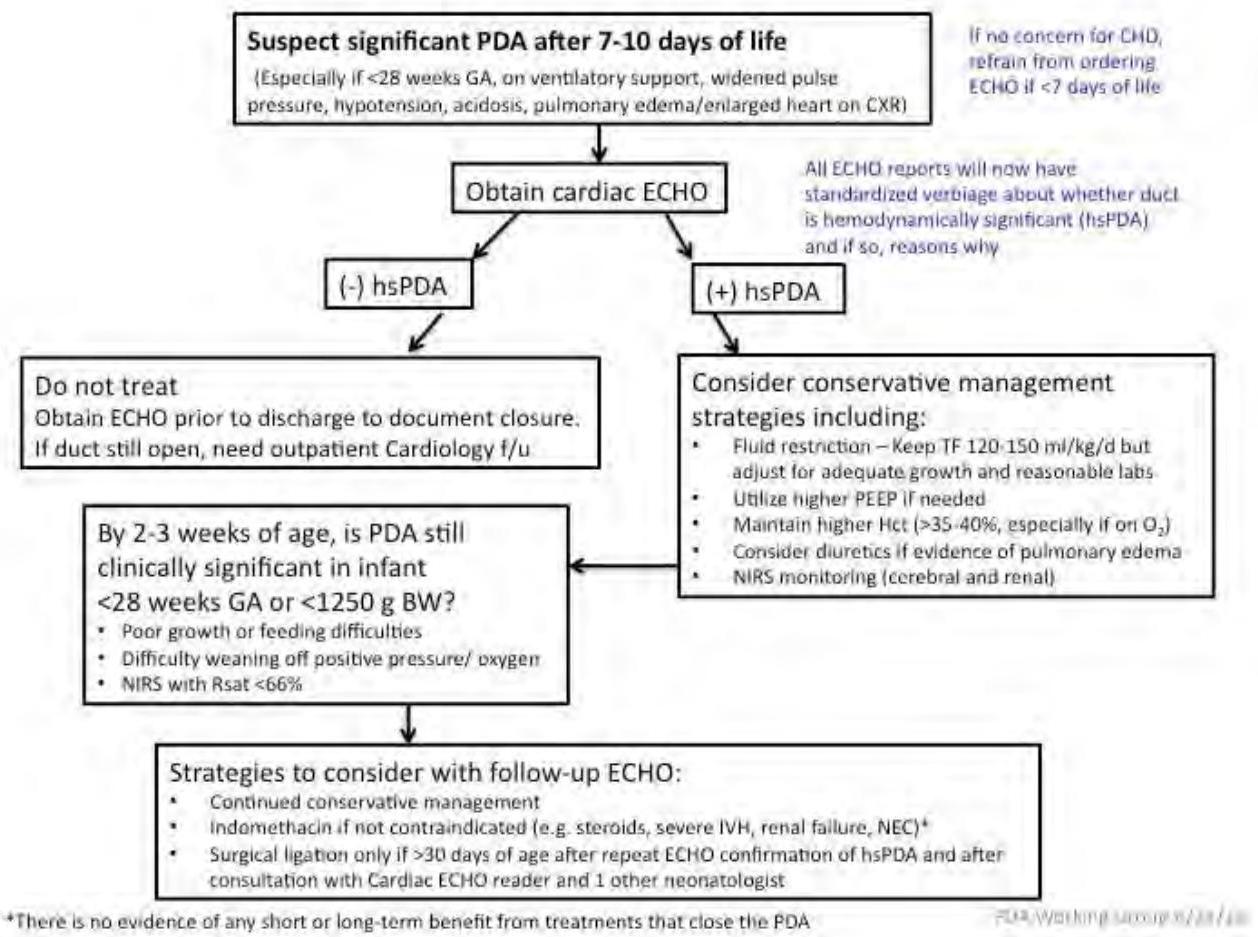 Suspect significant PDA after 7-10 days of life
(Especially if <28 weeks GA, on ventilatory support, widened pulse
pressure, hypotension, acidosis, pulmonary edema/enlarged heart on CXR)
If no concern for CHD,
refrain from ordering
ECHO if <7 days of life
Obtain cardiac ECHO
All ECHO reports will now have
standardized verbiage about whether duct
is hemodynamically significant (hsPDA)
and if so, reasons why
(-) hsPDA
(+) hsPDA
Do not treat
Obtain ECHO prior to discharge to document closure.
If duct still open, need outpatient Cardiology f/u
Consider conservative management
strategies including:
• Fluid restriction – Keep TF 120-150 ml/kg/d but
adjust for adequate growth and reasonable labs
• Utilize higher PEEP if needed
• Maintain higher Hct (>35-40%, especially if on O₂)
• Consider diuretics if evidence of pulmonary edema
• NIRS monitoring (cerebral and renal)
By 2-3 weeks of age, is PDA still
clinically significant in infant
<28 weeks GA or <1250 g BW?
• Poor growth or feeding difficulties
• Difficulty weaning off positive pressure/ oxygen
• NIRS with Rsat <66%
Strategies to consider with follow-up ECHO:
• Continued conservative management
• Indomethacin if not contraindicated (e.g. steroids, severe IVH, renal failure, NEC)*
• Surgical ligation only if >30 days of age after repeat ECHO confirmation of hsPDA and after
consultation with Cardiac ECHO reader and 1 other neonatologist
*There is no evidence of any short or long-term benefit from treatments that close the PDA
PDA Working Group